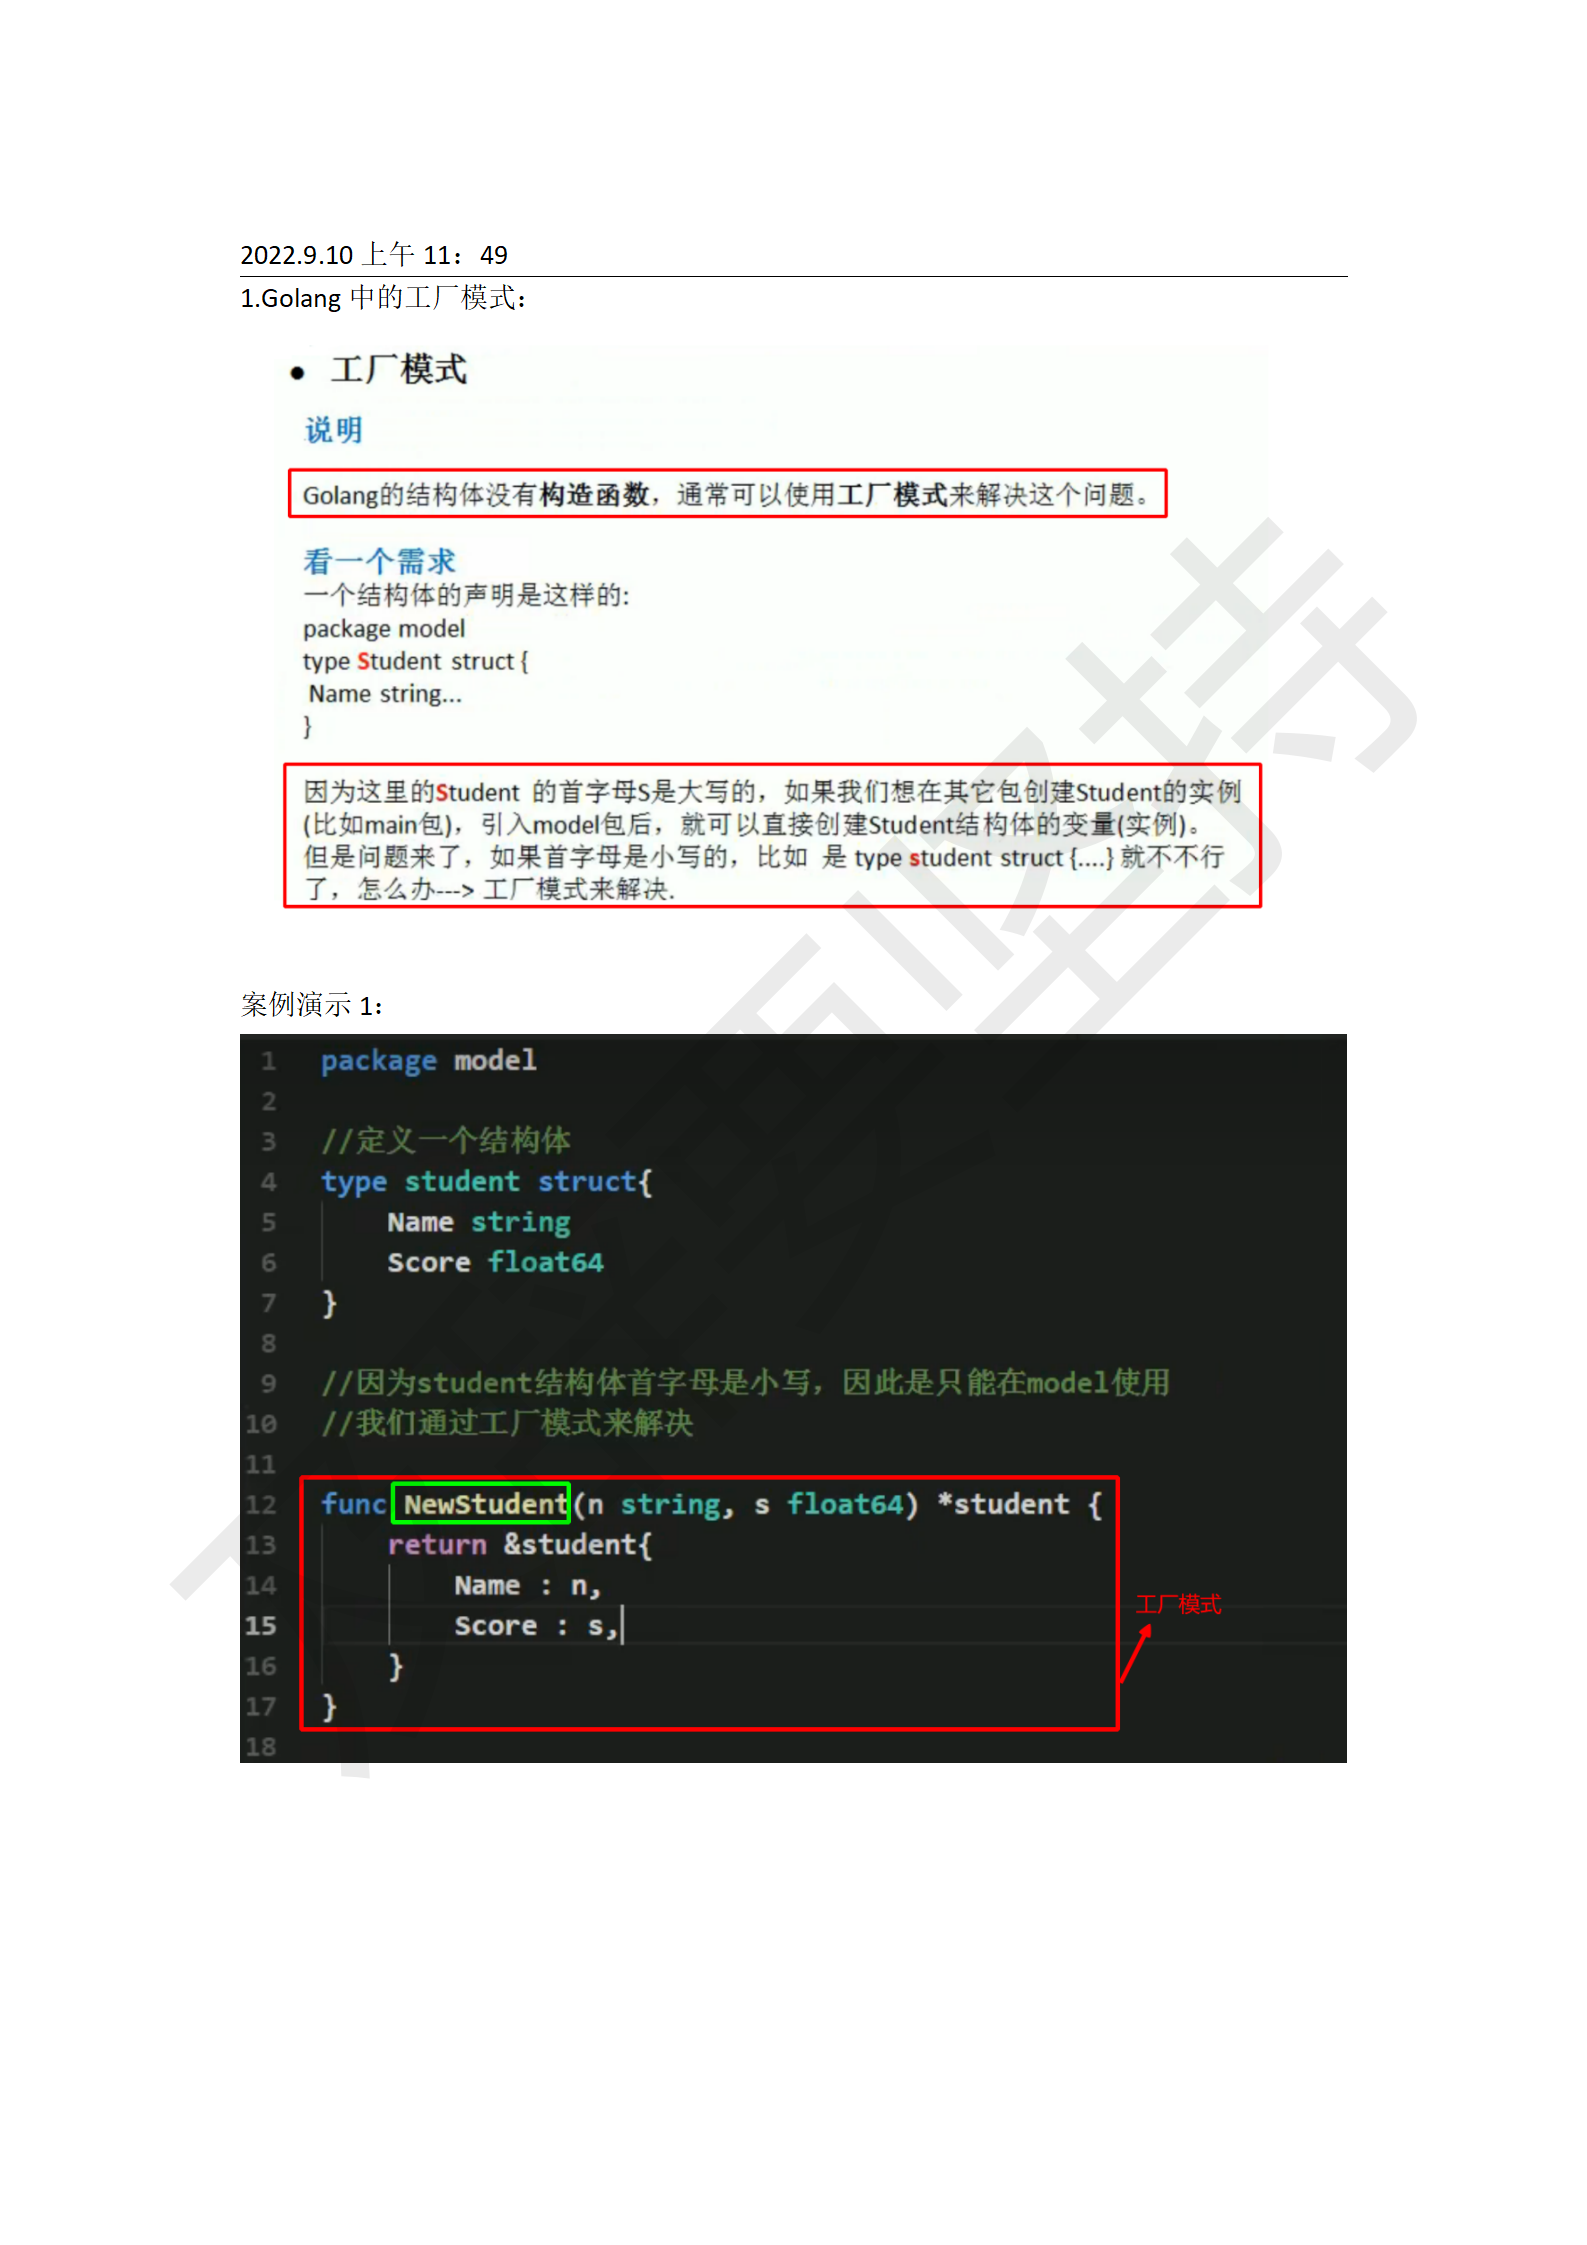 2022.9.10 上午 11：49
1.Golang 中的工厂模式：
● 工厂模式
说明
Golang的结构体没有构造函数，通常可以使用工厂模式来解决这个问题。
看一个需求
一个结构体的声明是这样的:
package model
type Student struct {
Name string...
}
因为这里的Student 的首字母S是大写的，如果我们想在其它包创建Student的实例
(比如main包)，引入model包后，就可以直接创建Student结构体的变量(实例)。
但是问题来了，如果首字母是小写的，比如 是 type student struct {....} 就不不行
了，怎么办---> 工厂模式来解决.
案例演示 1：
1 package model
2
3 //定义一个结构体
4 type student struct{
5 Name string
6 Score float64
7 }
8
9 //因为student结构体首字母是小写，因此是只能在model使用
10 //我们通过工厂模式来解决
11
12 func NewStudent(n string, s float64) *student {
13 return &student{
14 Name : n,
工厂模式
15 Score : s,
16 }
17 }
18
要坚持